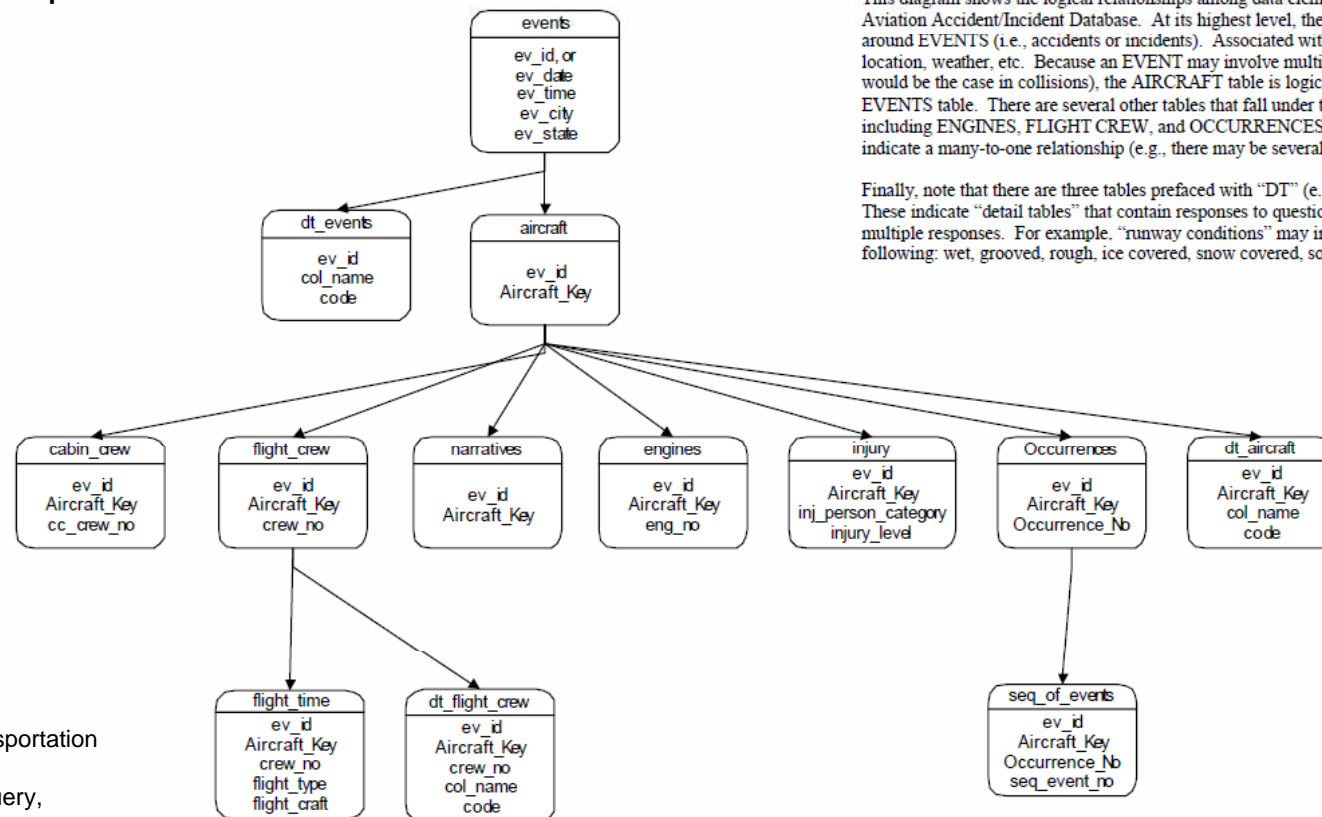 This diagram shows the logical relationships among data
Aviation Accident/Incident Database. At its highest level, the
around EVENTS (i.e., accidents or incidents). Associated
location, weather, etc. Because an EVENT may involve
would be the case in collisions), the AIRCRAFT table is
EVENTS table. There are several other tables that fall under
including ENGINES, FLIGHT CREW, and OCCURRENCES
indicate a many-to-one relationship (e.g., there may be several
Finally, note that there are three tables prefaced with “DT” (e.
These indicate “detail tables” that contain responses to
multiple responses. For example, “runway conditions” may
following: wet, grooved, rough, ice covered, snow covered,
events
ev_id, or
ev_date
ev_time
ev_city
ev_state
dt_events
ev_id
col_name
code
aircraft
ev_id
Aircraft_Key
cabin_crew
ev_id
Aircraft_Key
cc_crew_no
flight_crew
ev_id
Aircraft_Key
crew_no
narratives
ev_id
Aircraft_Key
engines
ev_id
Aircraft_Key
eng_no
injury
ev_id
Aircraft_Key
inj_person_category
injury_level
Occurrences
ev_id
Aircraft_Key
Occurrence_No
dt_aircraft
ev_id
Aircraft_Key
col_name
code
flight_time
ev_id
Aircraft_Key
crew_no
flight_type
flight_craft
dt_flight_crew
ev_id
Aircraft_Key
crew_no
col_name
code
seq_of_events
ev_id
Aircraft_Key
Occurrence_No
seq_event_no
sportation
ery,